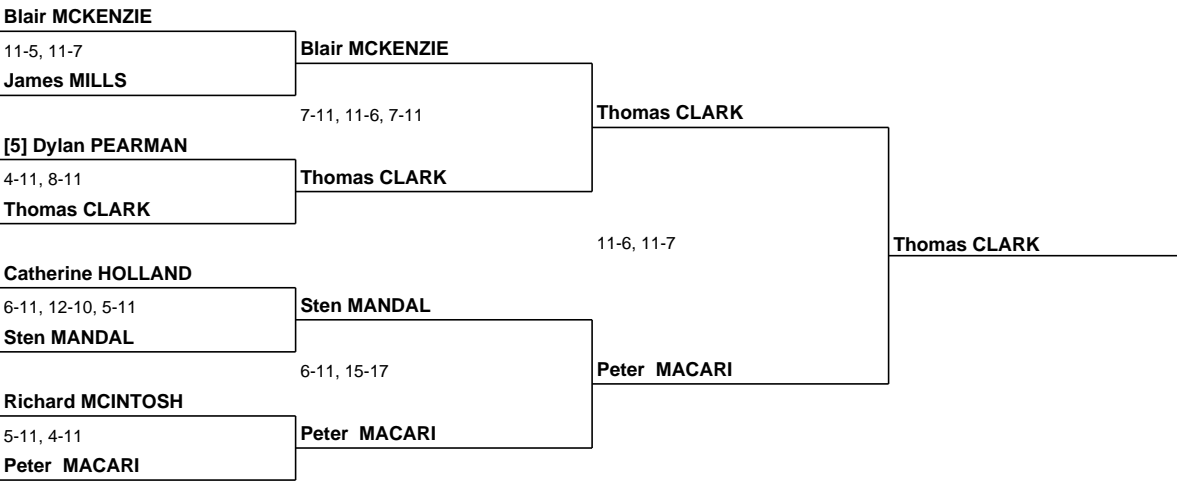 Blair MCKENZIE
11-5, 11-7
Blair MCKENZIE
James MILLS
7-11, 11-6, 7-11
Thomas CLARK
[5] Dylan PEARMAN
4-11, 8-11
Thomas CLARK
Thomas CLARK
11-6, 11-7
Thomas CLARK
Catherine HOLLAND
6-11, 12-10, 5-11
Sten MANDAL
Sten MANDAL
6-11, 15-17
Peter  MACARI
Richard MCINTOSH
5-11, 4-11
Peter  MACARI
Peter  MACARI